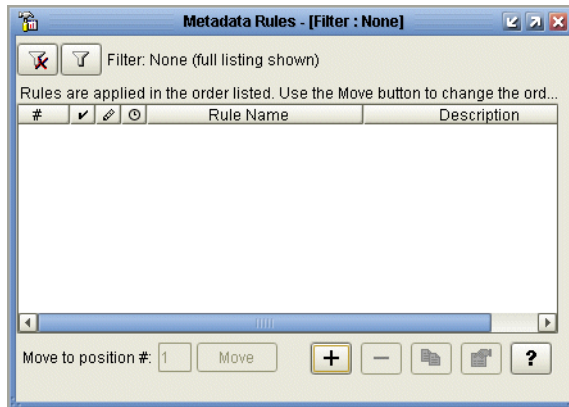 Metadata Rules - [Filter : None]
Filter: None (full listing shown)
Rules are applied in the order listed. Use the Move button to change the ord...
# Rule Name Description
Move to position #: 1 Move + − ?